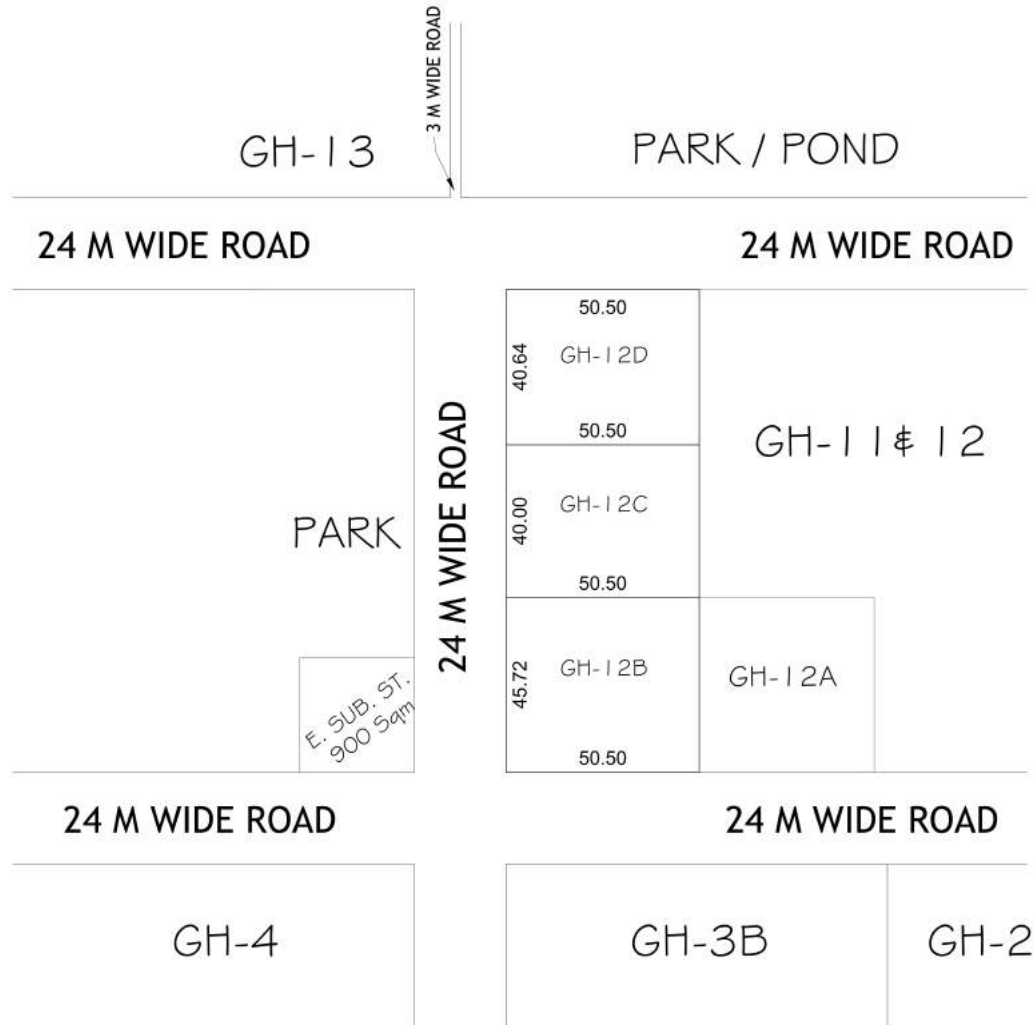 3 M WIDE ROAD
GH-13
PARK / POND
24 M WIDE ROAD
24 M WIDE ROAD
50.50
40.64
GH-12D
50.50
24 M WIDE ROAD
GH-11& 12
PARK
40.00
GH-12C
50.50
45.72
GH-12B
GH-12A
E. SUB. ST.
900 Sqm
50.50
24 M WIDE ROAD
24 M WIDE ROAD
GH-4
GH-3B
GH-2